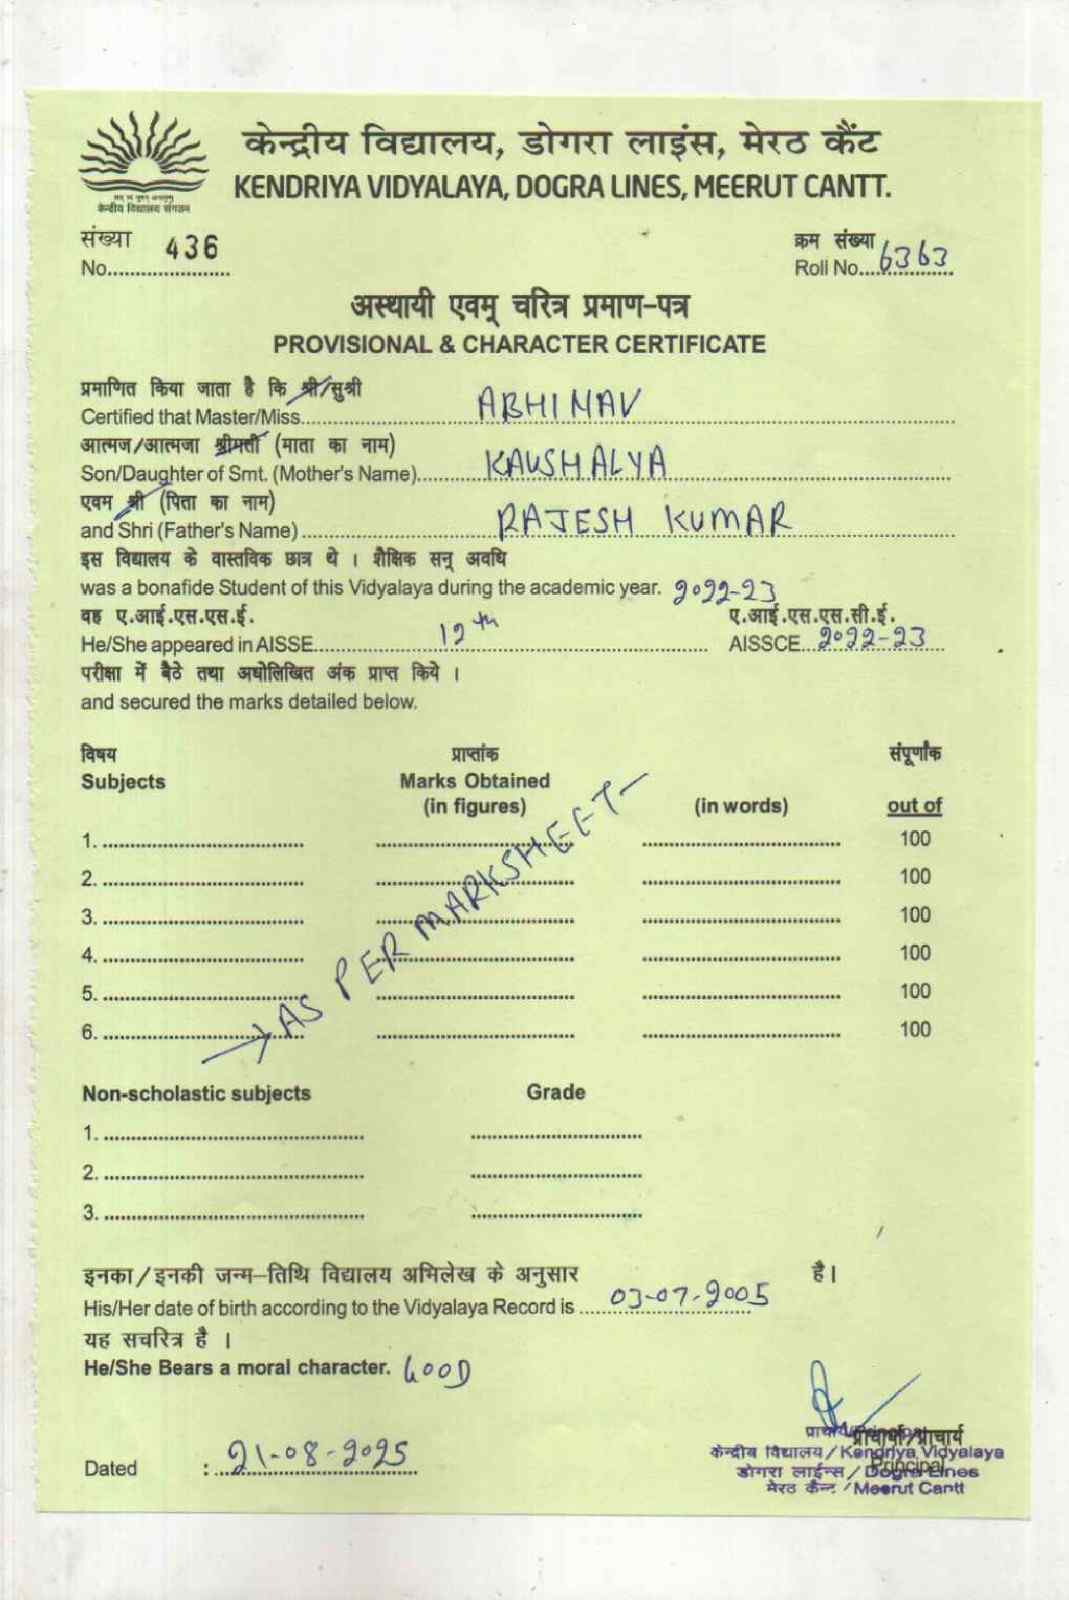 केन्द्रीय विद्यालय, डोगरा लाइंस, मेरठ कैंट
KENDRIYA VIDYALAYA, DOGRA LINES, MEERUT CANTT.
केन्द्रीय विद्यालय संगठन
संख्या 436
No....................
क्रम संख्या
Roll No....6363
अस्थायी एवम् चरित्र प्रमाण-पत्र
PROVISIONAL & CHARACTER CERTIFICATE
प्रमाणित किया जाता है कि श्री/सुश्री
Certified that Master/Miss....ABHINAV
आत्मज/आत्मजा श्रीमती (माता का नाम)
Son/Daughter of Smt. (Mother's Name)....KAUSHALYA
एवम श्री (पिता का नाम)
and Shri (Father's Name)....RAJESH KUMAR
इस विद्यालय के वास्तविक छात्र थे । शैक्षिक सन् अवधि
was a bonafide Student of this Vidyalaya during the academic year. 2022-23
वह ए.आई.एस.एस.ई. ए.आई.एस.एस.सी.ई.
He/She appeared in AISSE....12th.... AISSCE...2022-23
परीक्षा में बैठे तथा अधोलिखित अंक प्राप्त किये ।
and secured the marks detailed below.
विषय प्राप्तांक संपूर्णांक
Subjects Marks Obtained
(in figures) (in words) out of
1. .................... 100
2. .................... 100
3. .................... 100
4. .................... 100
5. .................... 100
6. .................... 100
→ AS PER MARKSHEET -
Non-scholastic subjects Grade
1. ....................
2. ....................
3. ....................
इनका/इनकी जन्म-तिथि विद्यालय अभिलेख के अनुसार है।
His/Her date of birth according to the Vidyalaya Record is ....03-07-2005
यह सचरित्र है ।
He/She Bears a moral character. GOOD
Dated : 21-08-2025
प्राचार्या/प्राचार्य
Principal
केन्द्रीय विद्यालय / Kendriya Vidyalaya
डोगरा लाईन्स / Dogra Lines
मेरठ कैन्ट / Meerut Cantt